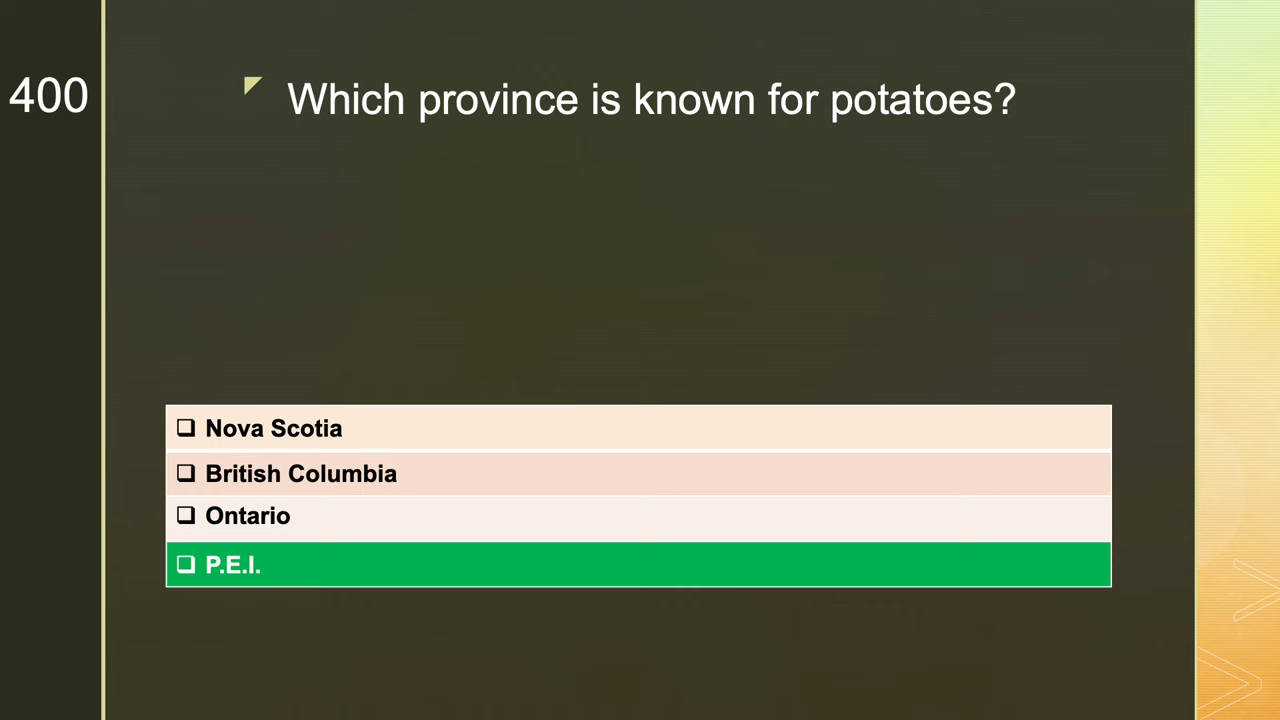 400
Which province is known for potatoes?
❑ Nova Scotia
❑ British Columbia
❑ Ontario
❑ P.E.I.